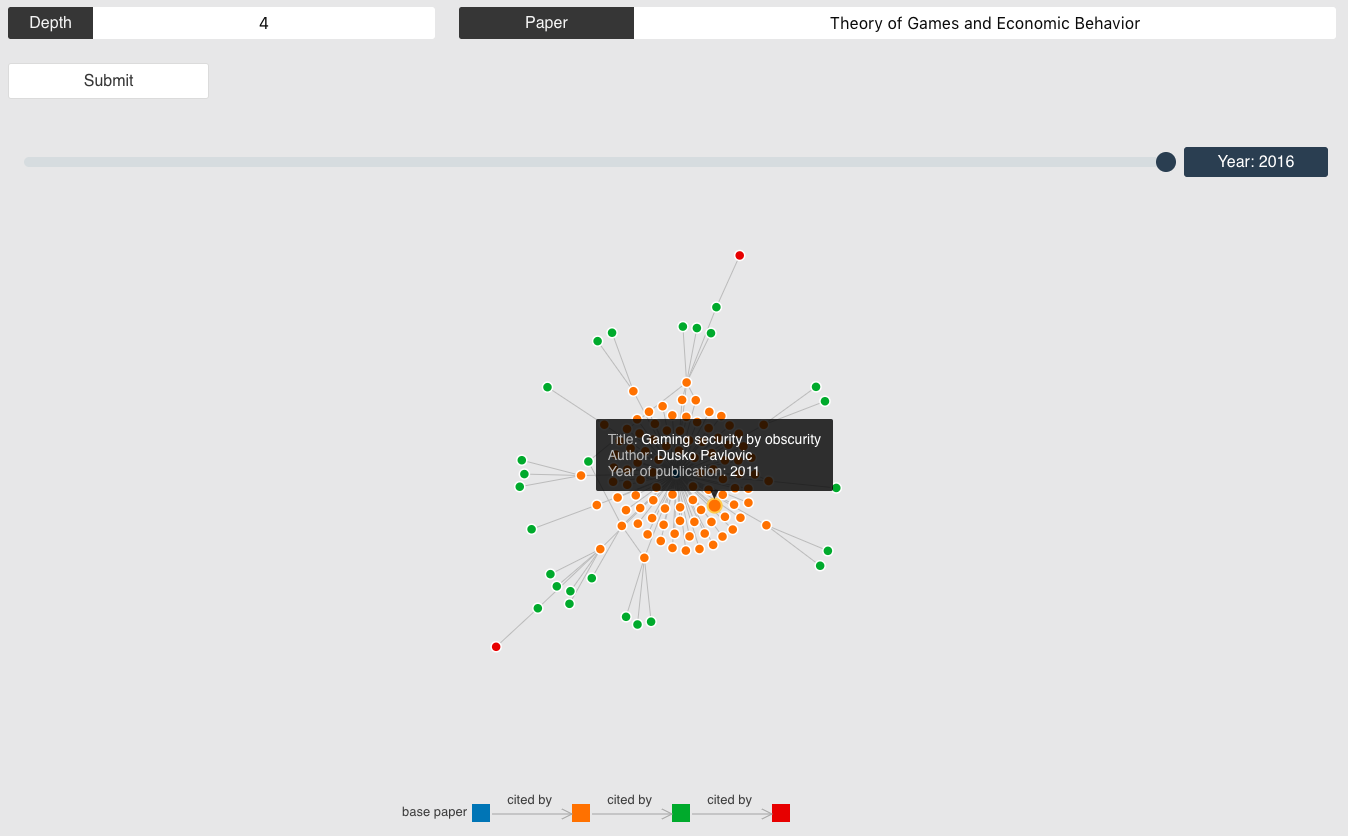 Depth
4
Paper
Theory of Games and Economic Behavior
Submit
Year: 2016
Title: Gaming security by obscurity
Author: Dusko Pavlovic
Year of publication: 2011
base paper
cited by
cited by
cited by